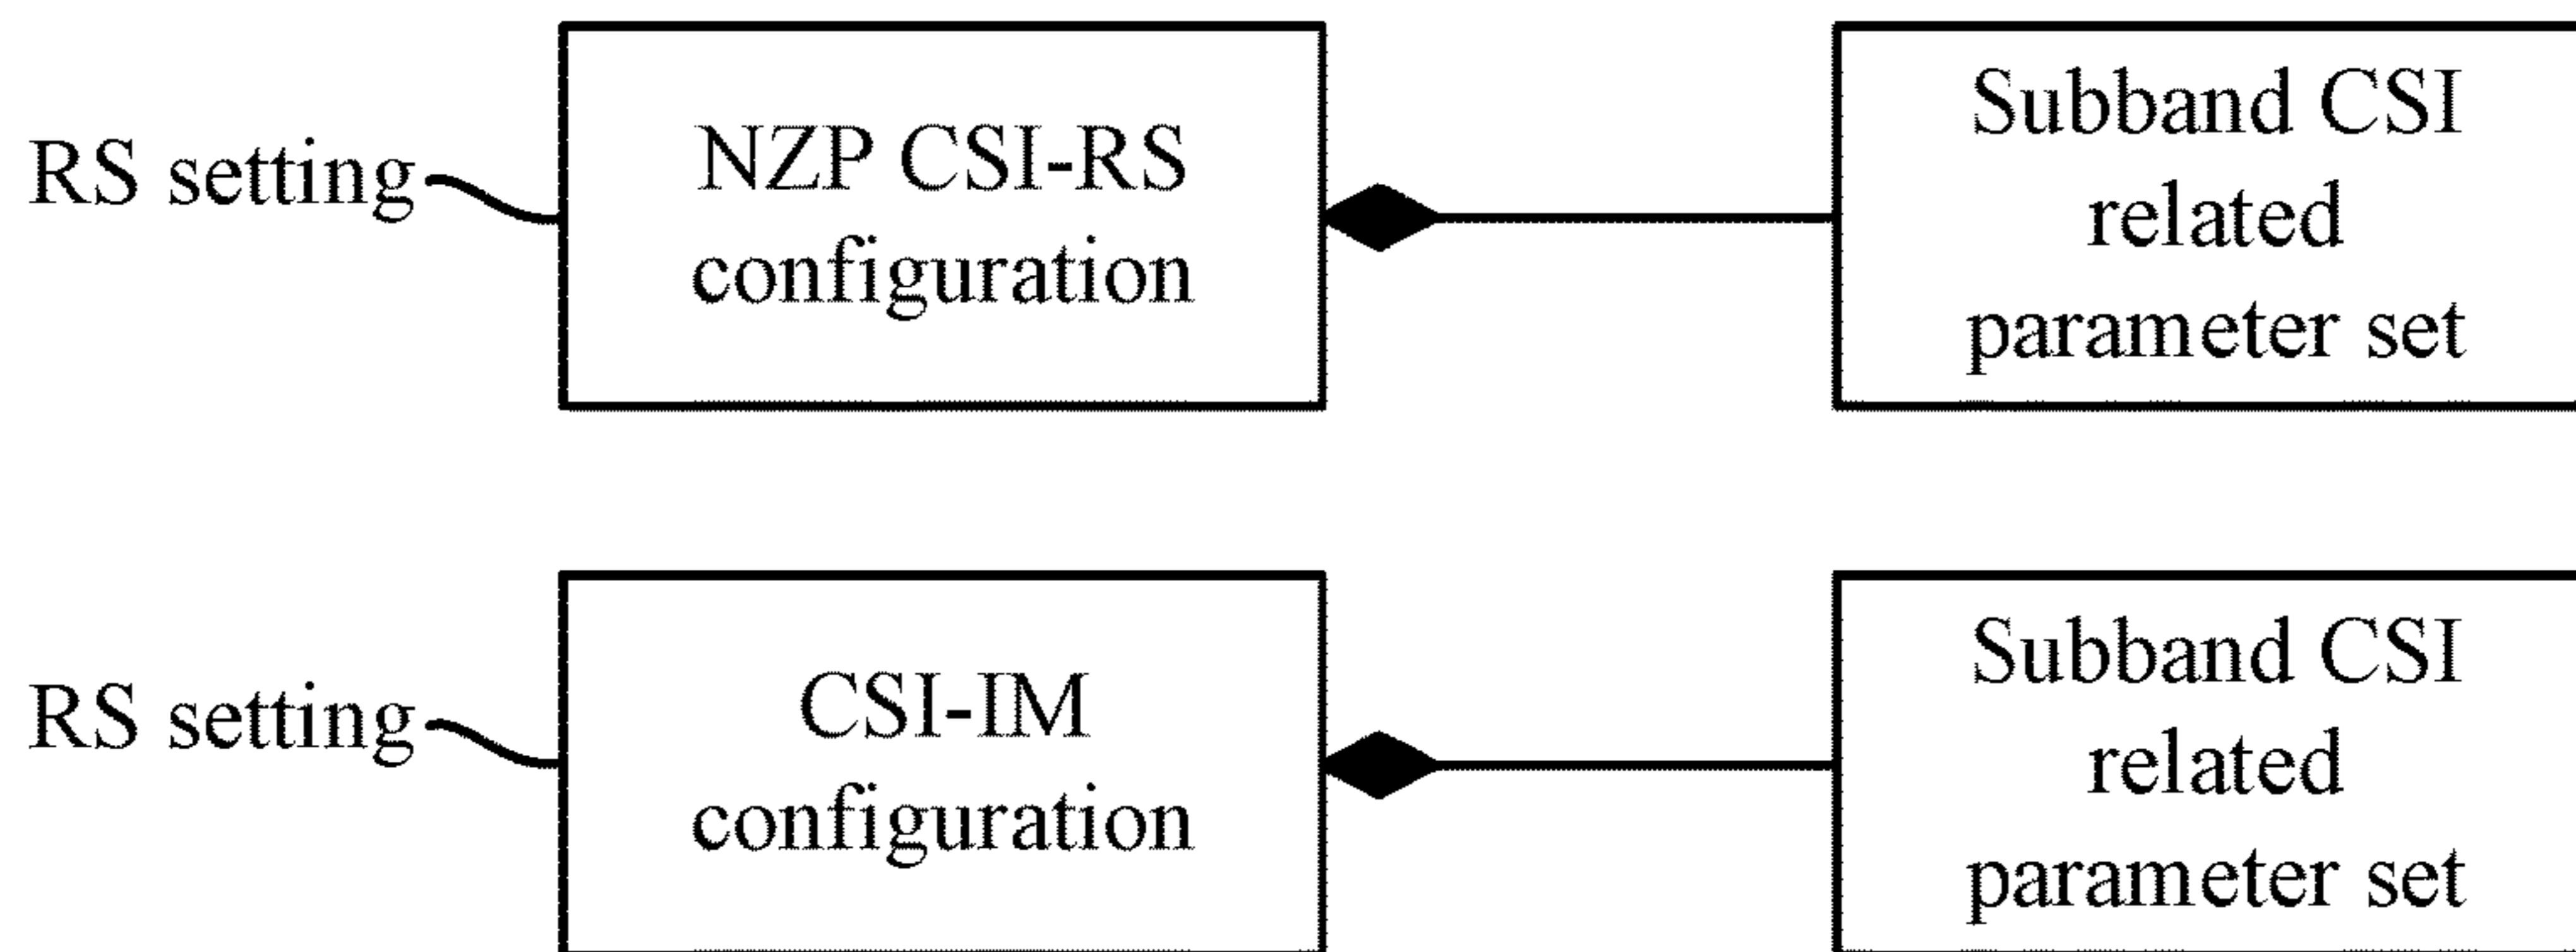 RS setting
NZP CSI-RS
configuration
Subband CSI
related
parameter set
RS setting
CSI-IM
configuration
Subband CSI
related
parameter set